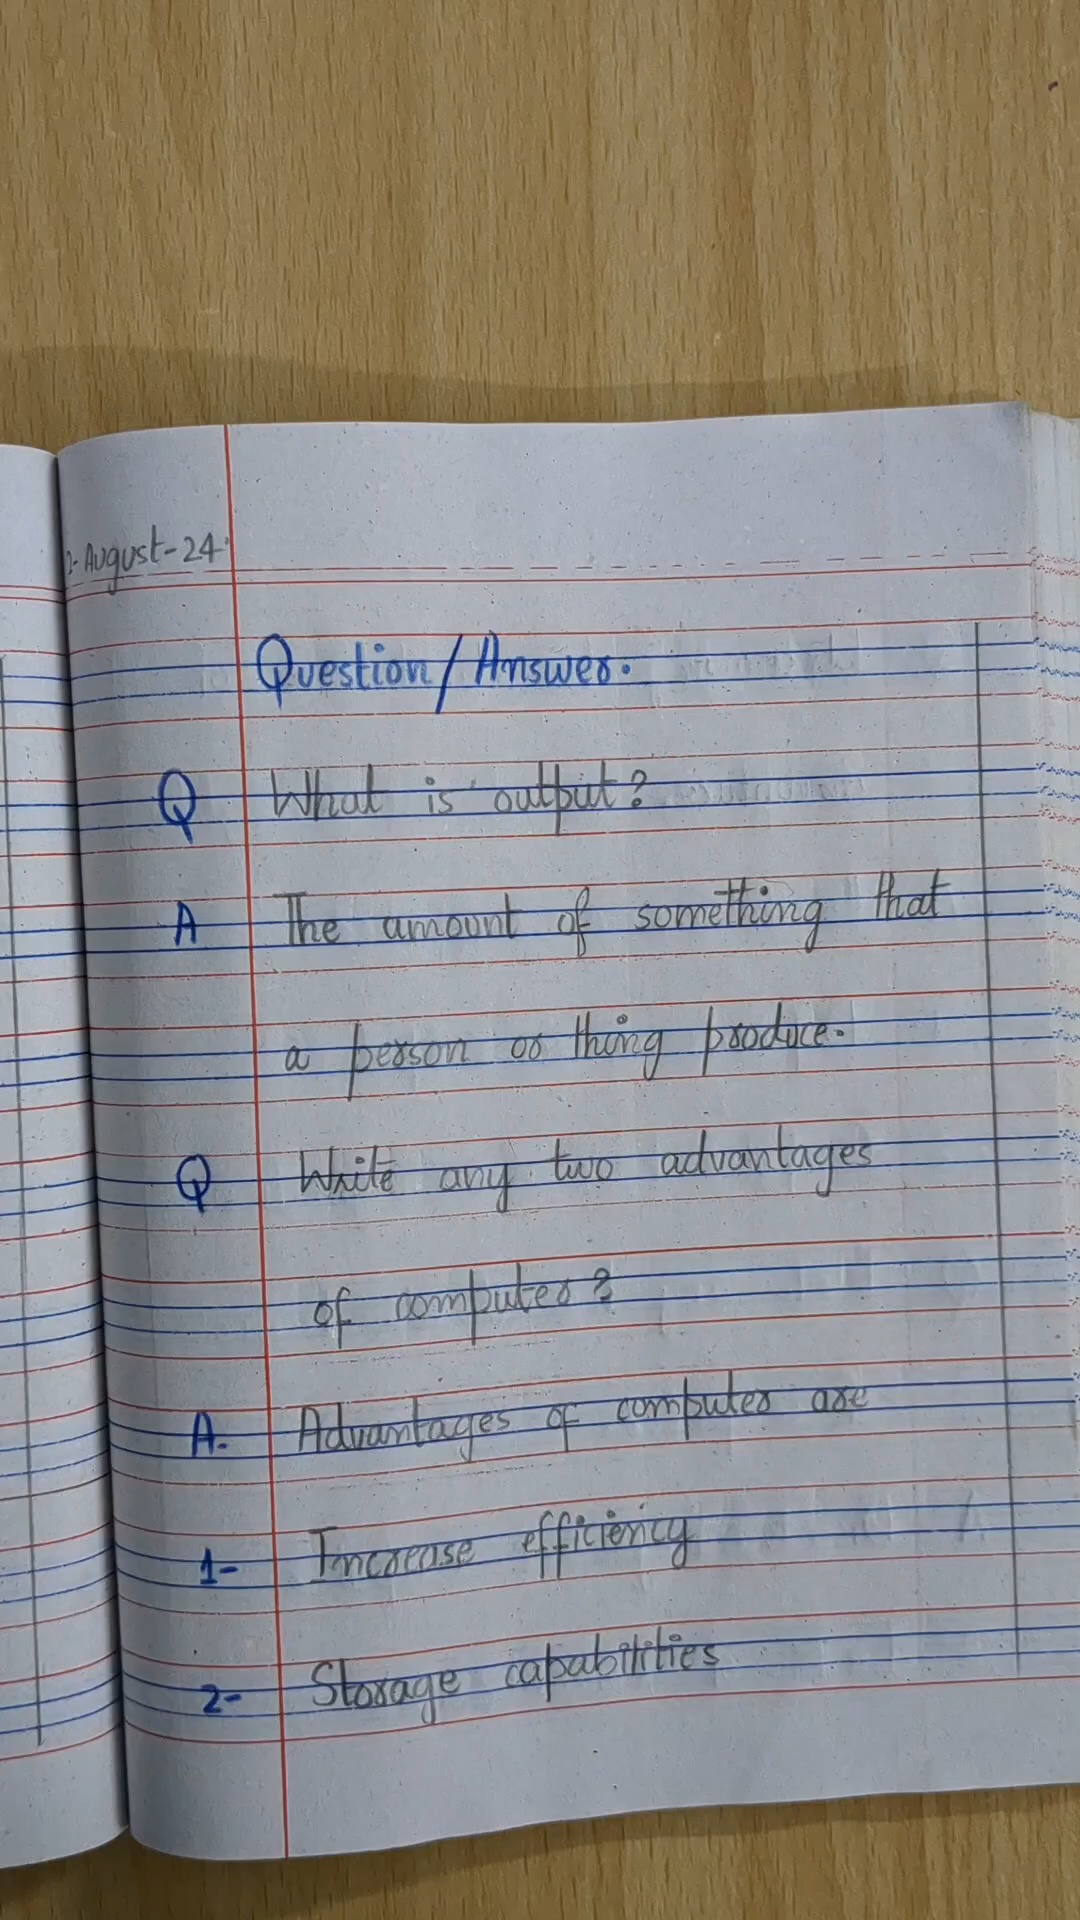 2-August-24
Question/Answer.
Q What is output?
A The amount of something that
a person or thing produce.
Q Write any two advantages
of computer?
A. Advantages of computer are
1- Increase efficiency
2- Storage capabilities